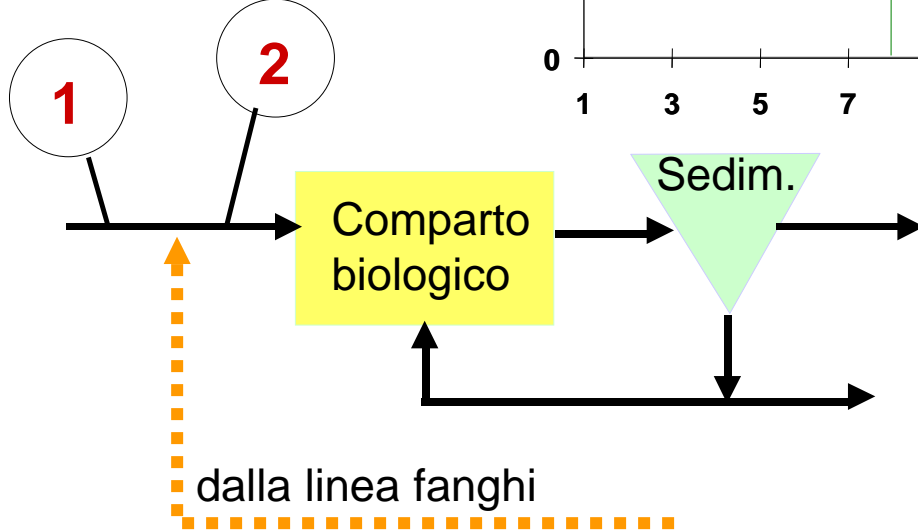 1
2
0
1 3 5 7
Sedim.
Comparto
biologico
dalla linea fanghi